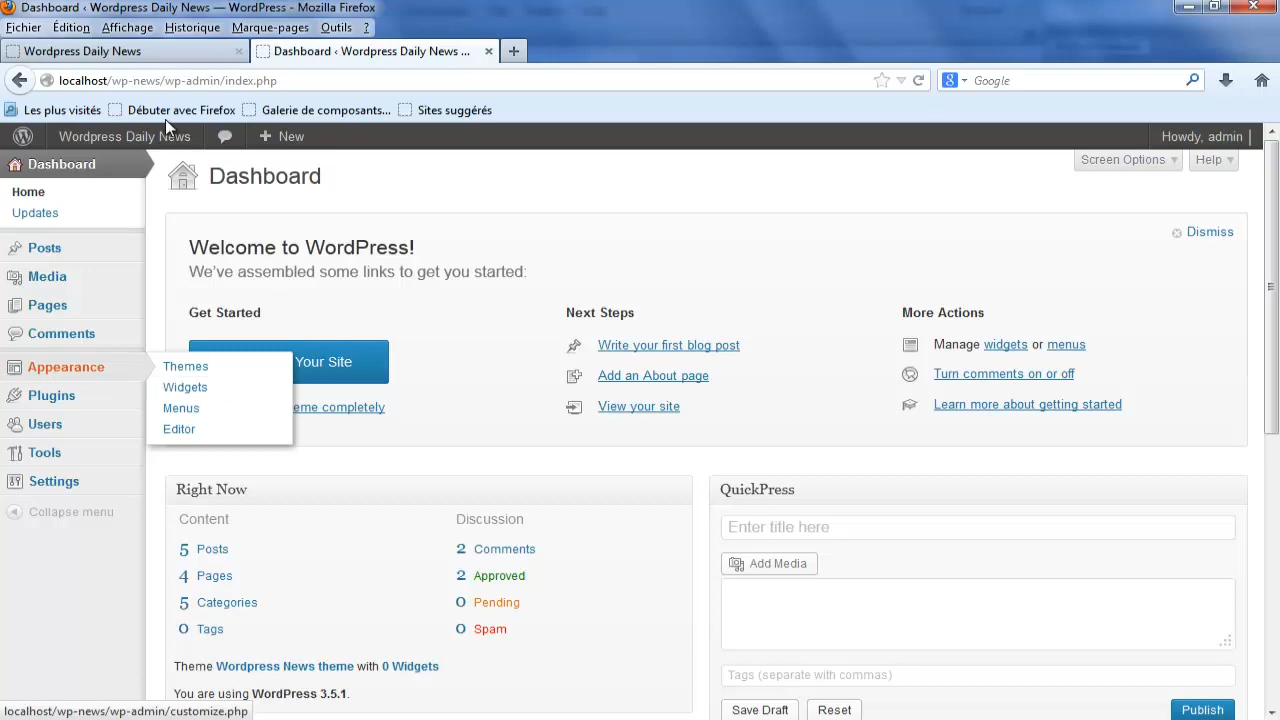 Dashboard ‹ Wordpress Daily News — WordPress - Mozilla Firefox
Fichier Édition Affichage Historique Marque-pages Outils ?
Wordpress Daily News
Dashboard ‹ Wordpress Daily News ...
localhost/wp-news/wp-admin/index.php
Google
Les plus visités Débuter avec Firefox Galerie de composants... Sites suggérés
Wordpress Daily News New Howdy, admin
Dashboard
Home
Updates
Posts
Media
Pages
Comments
Appearance
Plugins
Users
Tools
Settings
Collapse menu
Themes
Widgets
Menus
Editor
Dashboard
Screen Options Help
Welcome to WordPress!
Dismiss
We've assembled some links to get you started:
Get Started
Your Site
completely
Next Steps
Write your first blog post
Add an About page
View your site
More Actions
Manage widgets or menus
Turn comments on or off
Learn more about getting started
Right Now
Content
5 Posts
4 Pages
5 Categories
0 Tags
Discussion
2 Comments
2 Approved
0 Pending
0 Spam
Theme Wordpress News theme with 0 Widgets
You are using WordPress 3.5.1.
QuickPress
Enter title here
Add Media
Tags (separate with commas)
Save Draft Reset Publish
localhost/wp-news/wp-admin/customize.php